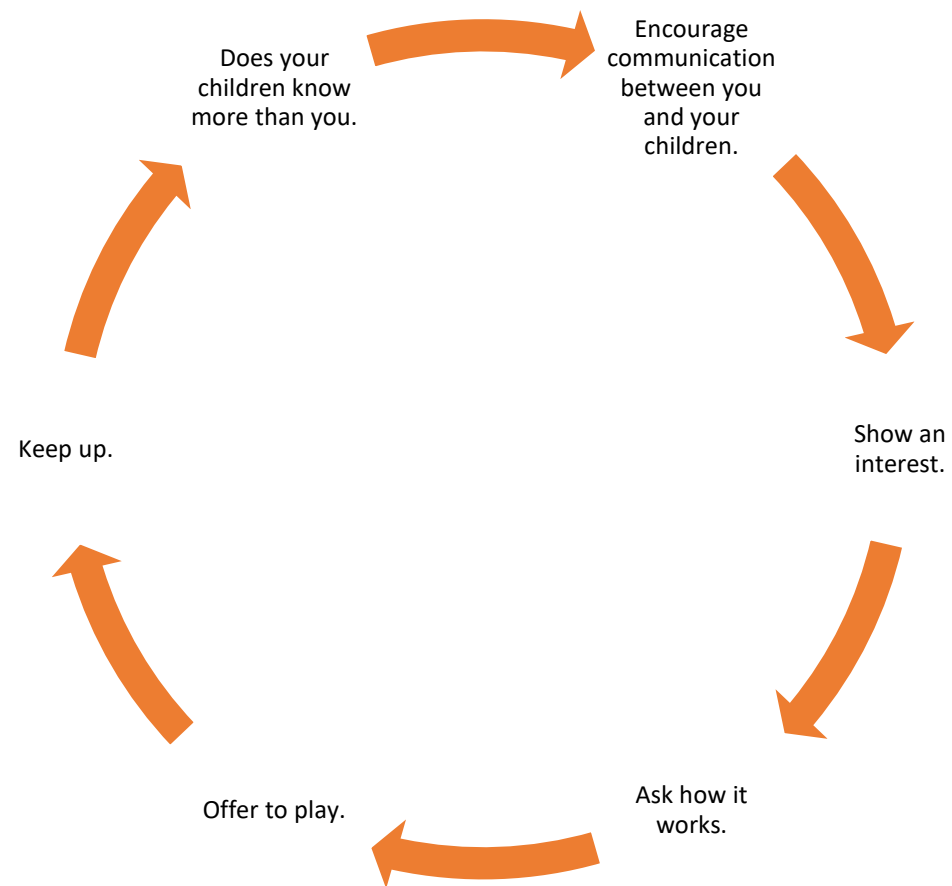 Does your
children know
more than you.
Encourage
communication
between you
and your
children.
Show an
interest.
Ask how it
works.
Offer to play.
Keep up.